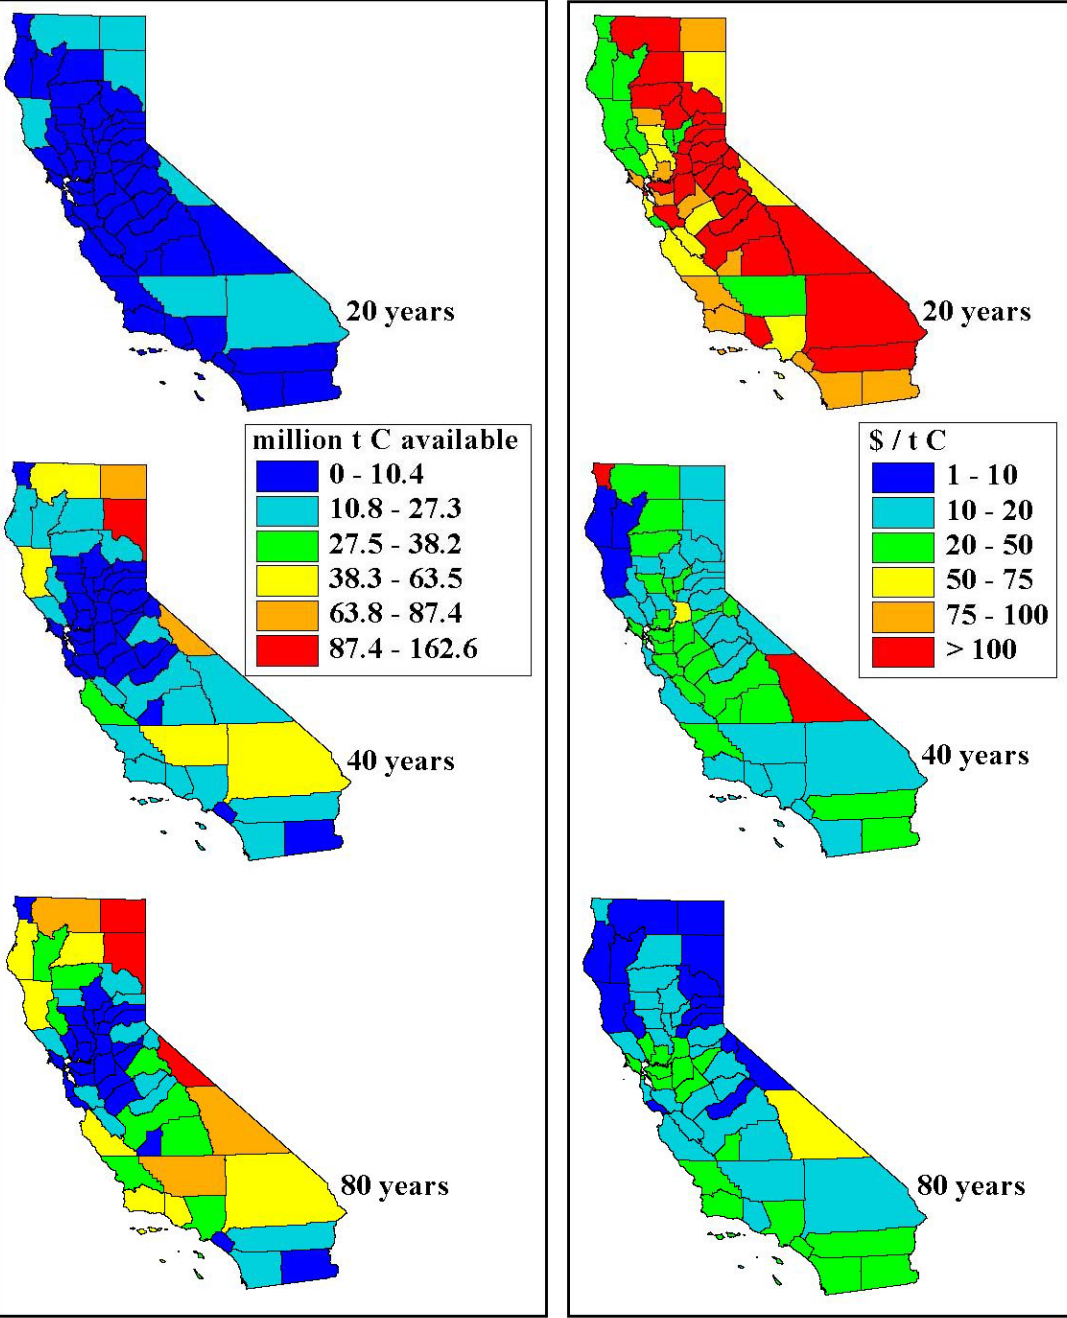 20 years
million t C available
0 - 10.4
10.8 - 27.3
27.5 - 38.2
38.3 - 63.5
63.8 - 87.4
87.4 - 162.6
40 years
80 years
20 years
$ / t C
1 - 10
10 - 20
20 - 50
50 - 75
75 - 100
> 100
40 years
80 years